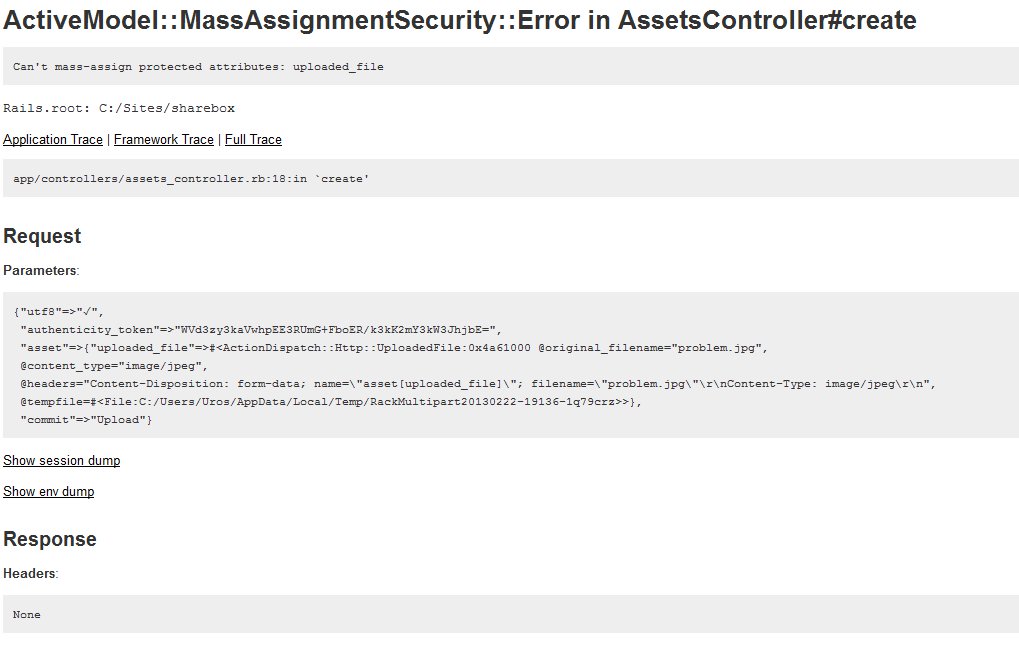 ActiveModel::MassAssignmentSecurity::Error in AssetsController#create
Can't mass-assign protected attributes: uploaded_file
Rails.root: C:/Sites/sharebox
Application Trace | Framework Trace | Full Trace
app/controllers/assets_controller.rb:18:in `create'
Request
Parameters:
{"utf8"=>"✓",
"authenticity_token"=>"WVd3zy3kaVwhpEE3RUmG+FboER/k3kK2mY3kW3JhjbE=",
"asset"=>{"uploaded_file"=>#<ActionDispatch::Http::UploadedFile:0x4a61000 @original_filename="problem.jpg",
@content_type="image/jpeg",
@headers="Content-Disposition: form-data; name=\"asset[uploaded_file]\"; filename=\"problem.jpg\"\r\nContent-Type: image/jpeg\r\n",
@tempfile=#<File:C:/Users/Uros/AppData/Local/Temp/RackMultipart20130222-19136-1q79crz>>},
"commit"=>"Upload"}
Show session dump
Show env dump
Response
Headers:
None